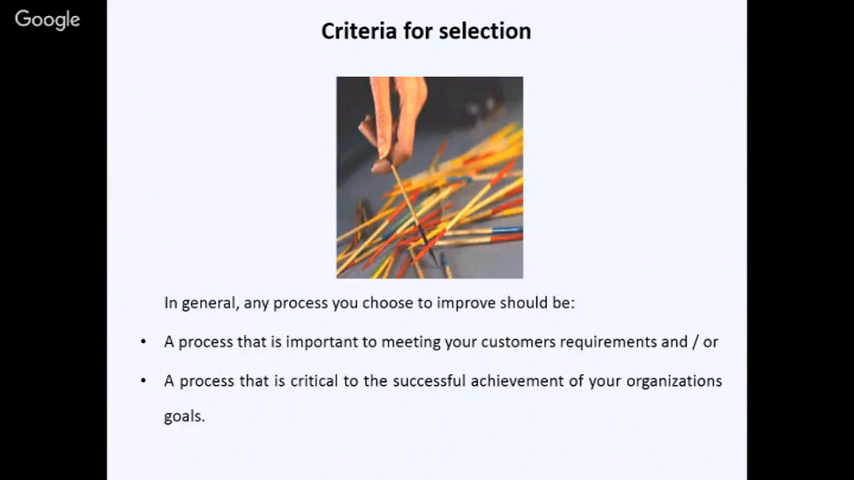 Google
Criteria for selection
In general, any process you choose to improve should be:
• A process that is important to meeting your customers requirements and / or
• A process that is critical to the successful achievement of your organizations
goals.